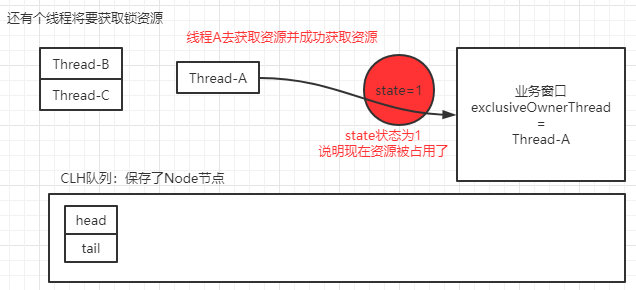 还有个线程将要获取锁资源
线程A去获取资源并成功获取资源
Thread-B
Thread-C
Thread-A
state=1
业务窗口
exclusiveOwnerThread
=
Thread-A
state状态为1
说明现在资源被占用了
CLH队列：保存了Node节点
head
tail